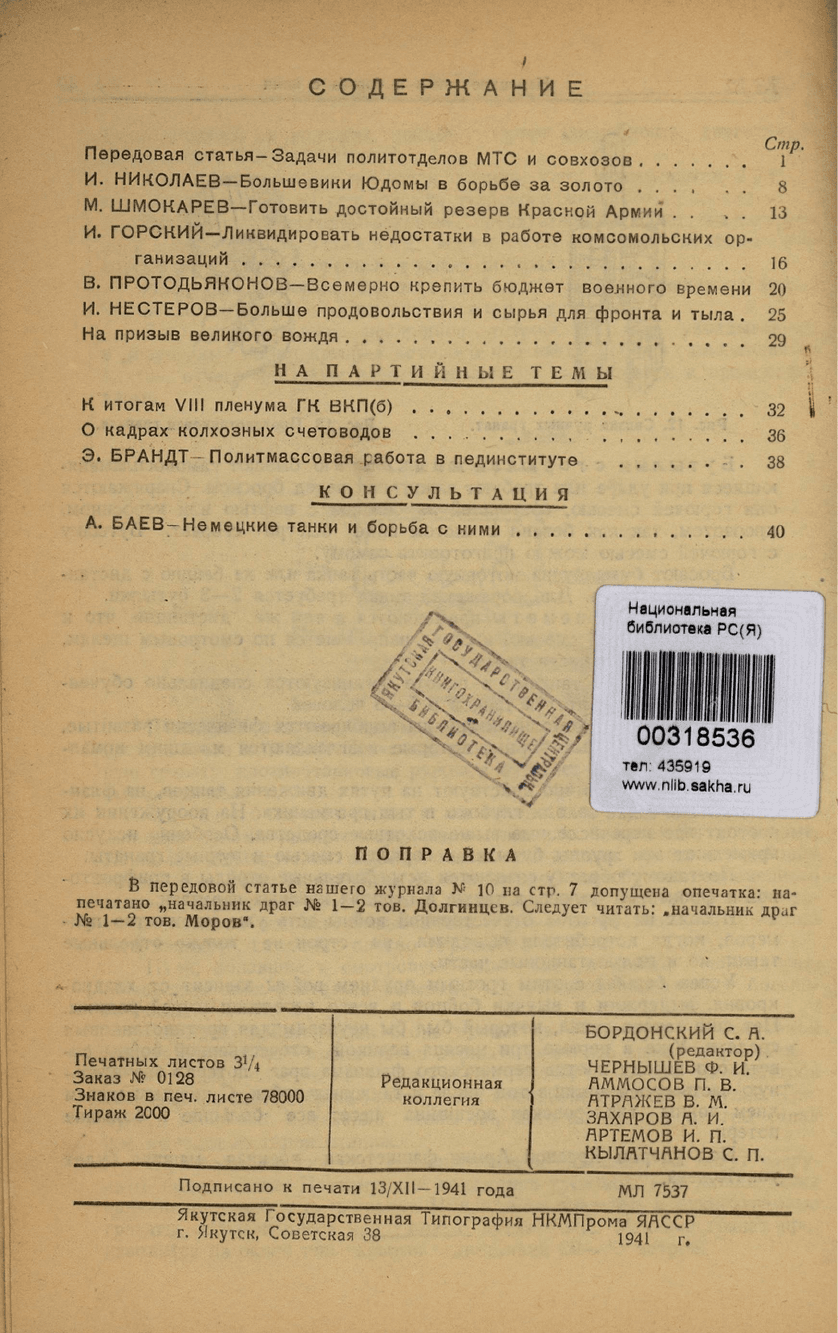 СОДЕРЖАНИЕ
Стр.
Передовая статья—Задачи политотделов МТС и совхозов . . . . . . . 1
И. НИКОЛАЕВ—Большевики Юдомы в борьбе за золото . . . . . . 8
М. ШМОКАРЕВ—Готовить достойный резерв Красной Армии . . . . 13
И. ГОРСКИЙ—Ликвидировать недостатки в работе комсомольских ор-
ганизаций . . . . . . . . . . . . . . . . . . . . . . . . . . . . . 16
В. ПРОТОДЬЯКОНОВ—Всемерно крепить бюджет военного времени 20
И. НЕСТЕРОВ—Больше продовольствия и сырья для фронта и тыла . 25
На призыв великого вождя . . . . . . . . . . . . . . . . . . . . . . . 29
НА ПАРТИЙНЫЕ ТЕМЫ
К итогам VIII пленума ГК ВКП(б) . . . . . . . . . . . . . . . . . . . 32
О кадрах колхозных счетоводов . . . . . . . . . . . . . . . . . . . 36
Э. БРАНДТ—Политмассовая работа в пединституте . . . . . . . . 38
КОНСУЛЬТАЦИЯ
А. БАЕВ—Немецкие танки и борьба с ними . . . . . . . . . . . . . 40
Национальная
библиотека РС(Я)
00318536
тел: 435919
www.nlib.sakha.ru
ЯКУТСКАЯ
ГОСУДАРСТВЕННАЯ
КНИГОХРАНИЛИЩЕ
БИБЛИОТЕКА
ПОПРАВКА
В передовой статье нашего журнала № 10 на стр. 7 допущена опечатка: на-
печатано „начальник драг № 1—2 тов. Долгинцев. Следует читать: „начальник драг
№ 1—2 тов. Моров“.
Печатных листов 3¹/₄
Заказ № 0128
Знаков в печ. листе 78000
Тираж 2000
Редакционная
коллегия
БОРДОНСКИЙ С. А.
(редактор)
ЧЕРНЫШЕВ Ф. И.
АММОСОВ П. В.
АТРАЖЕВ В. М.
ЗАХАРОВ А. И.
АРТЕМОВ И. П.
КЫЛАТЧАНОВ С. П.
Подписано к печати 13/XII—1941 года МЛ 7537
Якутская Государственная Типография НКМПрома ЯАССР
г. Якутск, Советская 38 1941 г.